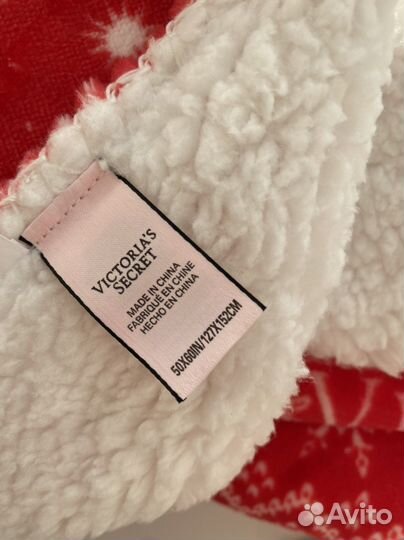 VICTORIA'S
SECRET
MADE IN CHINA
FABRIQUÉ EN CHINE
HECHO EN CHINA
50X60IN/127X152CM
Avito